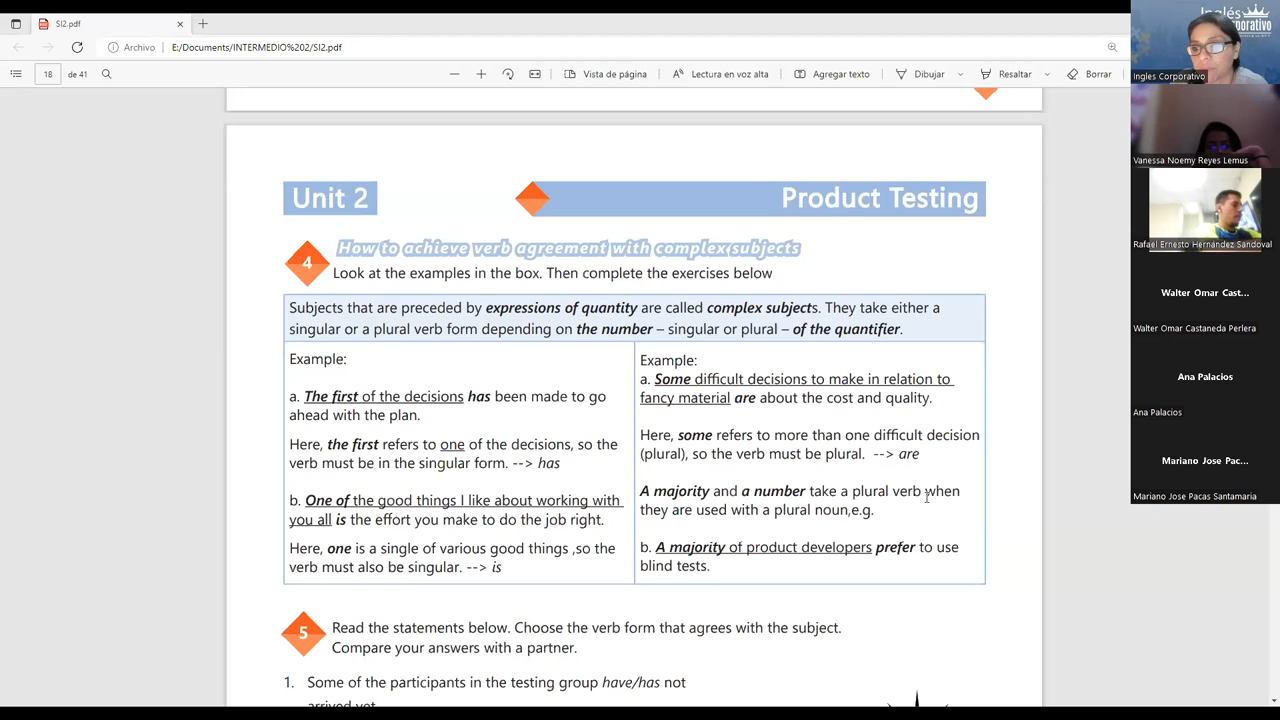 SI2.pdf
Archivo
E:/Documents/INTERMEDIO%202/SI2.pdf
18
de 41
Vista de página
Lectura en voz alta
Agregar texto
Dibujar
Resaltar
Borrar
Unit 2
Product Testing
4
How to achieve verb agreement with complex subjects
Look at the examples in the box. Then complete the exercises below
Subjects that are preceded by expressions of quantity are called complex subjects. They take either a
singular or a plural verb form depending on the number – singular or plural – of the quantifier.
Example:
a. The first of the decisions has been made to go
ahead with the plan.
Here, the first refers to one of the decisions, so the
verb must be in the singular form. --> has
b. One of the good things I like about working with
you all is the effort you make to do the job right.
Here, one is a single of various good things ,so the
verb must also be singular. --> is
Example:
a. Some difficult decisions to make in relation to
fancy material are about the cost and quality.
Here, some refers to more than one difficult decision
(plural), so the verb must be plural. --> are
A majority and a number take a plural verb when
they are used with a plural noun,e.g.
b. A majority of product developers prefer to use
blind tests.
5
Read the statements below. Choose the verb form that agrees with the subject.
Compare your answers with a partner.
1. Some of the participants in the testing group have/has not
arrived yet
Inglés
Ingles Corporativo
Vanessa Noemy Reyes Lemus
Rafael Ernesto Hernández Sandoval
Walter Omar Cast...
Walter Omar Castaneda Perlera
Ana Palacios
Ana Palacios
Mariano Jose Pac...
Mariano Jose Pacas Santamaria